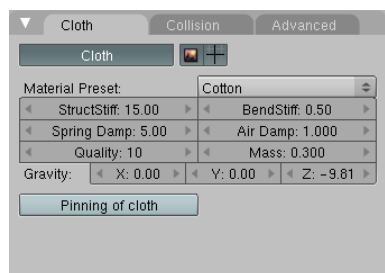 Cloth Collision Advanced
Cloth
Material Preset: Cotton
StructStiff: 15.00 BendStiff: 0.50
Spring Damp: 5.00 Air Damp: 1.000
Quality: 10 Mass: 0.300
Gravity: X: 0.00 Y: 0.00 Z: -9.81
Pinning of cloth